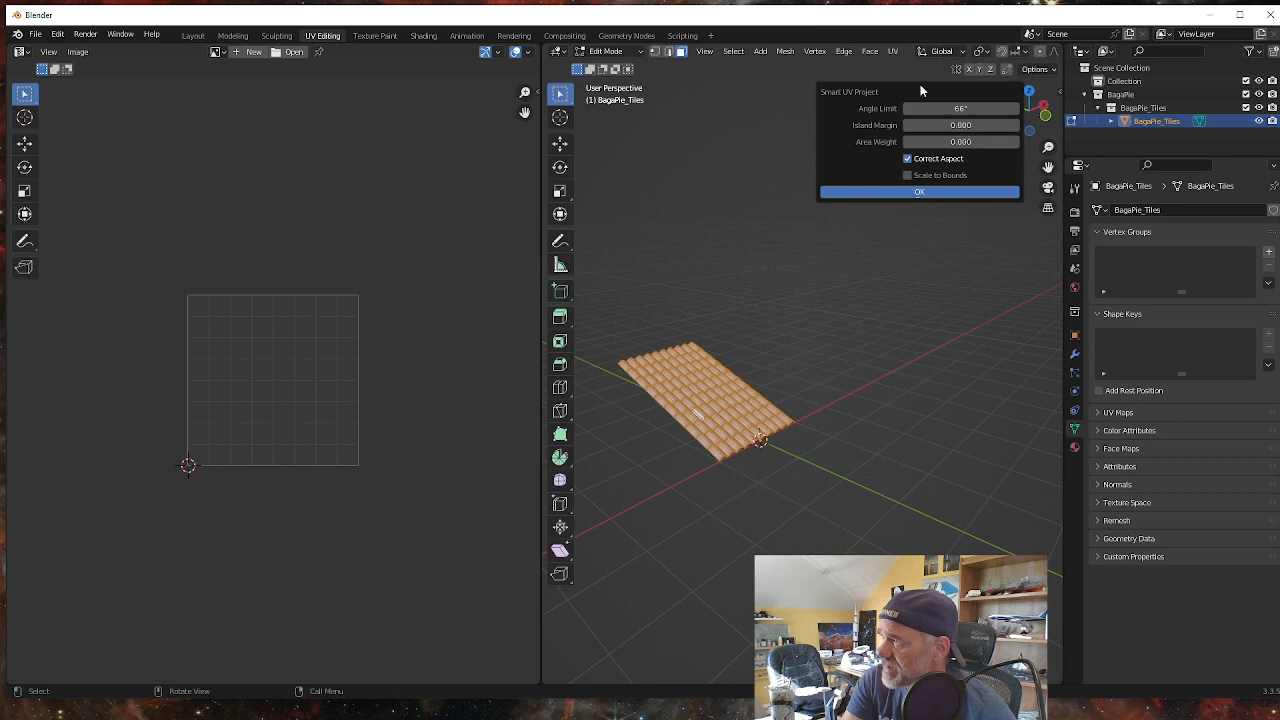 Blender
File Edit Render Window Help
Layout Modeling Sculpting UV Editing Texture Paint Shading Animation Rendering Compositing Geometry Nodes Scripting +
Scene
ViewLayer
View Image
New Open
Edit Mode
View Select Add Mesh Vertex Edge Face UV
Global
X Y Z
Options
User Perspective
(1) BagaPie_Tiles
Smart UV Project
Angle Limit 66°
Island Margin 0.000
Area Weight 0.000
Correct Aspect
Scale to Bounds
OK
Z
Scene Collection
Collection
BagaPie
BagaPie_Tiles
BagaPie_Tiles
BagaPie_Tiles BagaPie_Tiles
BagaPie_Tiles
Vertex Groups
Shape Keys
Add Rest Position
UV Maps
Color Attributes
Face Maps
Attributes
Normals
Texture Space
Remesh
Geometry Data
Custom Properties
Select
Rotate View
Call Menu